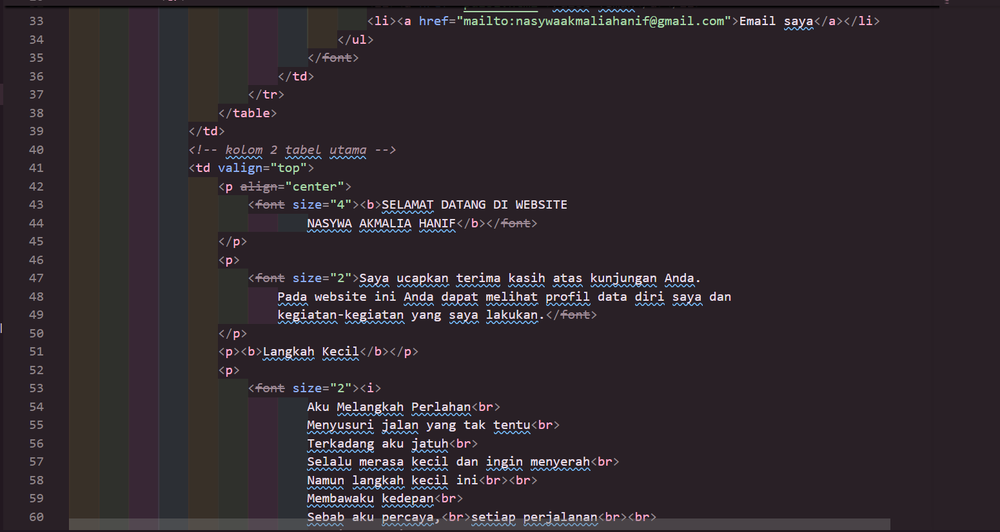 33 <li><a href="mailto:nasywaakmaliahanif@gmail.com">Email saya</a></li>
34 </ul>
35 </font>
36 </td>
37 </tr>
38 </table>
39 </td>
40 <!-- kolom 2 tabel utama -->
41 <td valign="top">
42 <p align="center">
43 <font size="4"><b>SELAMAT DATANG DI WEBSITE
44 NASYWA AKMALIA HANIF</b></font>
45 </p>
46 <p>
47 <font size="2">Saya ucapkan terima kasih atas kunjungan Anda.
48 Pada website ini Anda dapat melihat profil data diri saya dan
49 kegiatan-kegiatan yang saya lakukan.</font>
50 </p>
51 <p><b>Langkah Kecil</b></p>
52 <p>
53 <font size="2"><i>
54 Aku Melangkah Perlahan<br>
55 Menyusuri jalan yang tak tentu<br>
56 Terkadang aku jatuh<br>
57 Selalu merasa kecil dan ingin menyerah<br>
58 Namun langkah kecil ini<br><br>
59 Membawaku kedepan<br>
60 Sebab aku percaya,<br>setiap perjalanan<br><br>